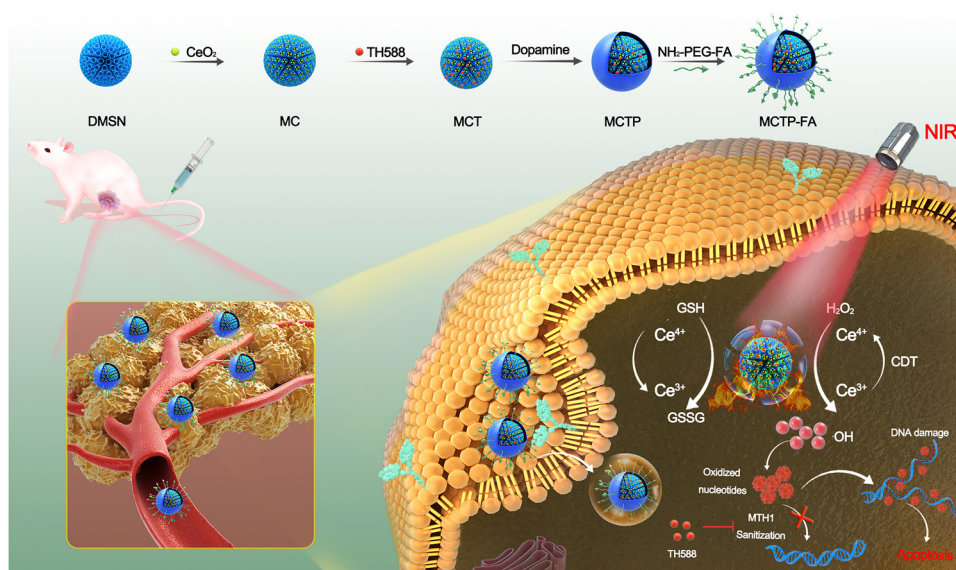 CeO₂
TH588
Dopamine
NH₂-PEG-FA
DMSN
MC
MCT
MCTP
MCTP-FA
NIR
GSH
H₂O₂
Ce⁴⁺
Ce⁴⁺
CDT
Ce³⁺
Ce³⁺
GSSG
·OH
DNA damage
Oxidized
nucleotides
MTH1
Sanitization
TH588
Apoptosis